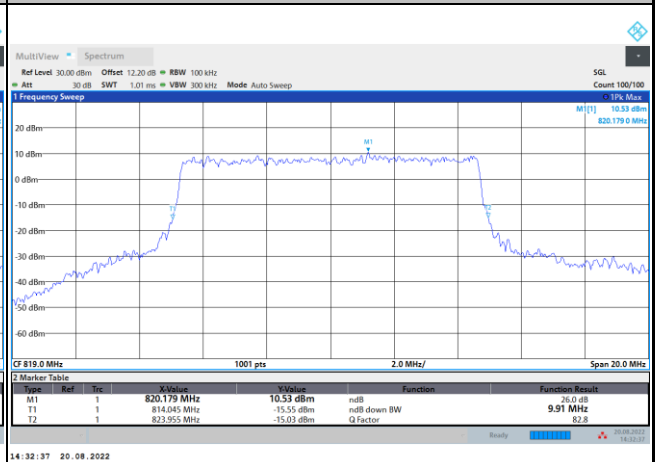 MultiView Spectrum
Ref Level 30.00 dBm Offset 12.20 dB RBW 100 kHz SGL
Att 30 dB SWT 1.01 ms VBW 300 kHz Mode Auto Sweep Count 100/100
1 Frequency Sweep 1Pk Max
M1[1] 10.53 dBm
820.179 0 MHz
20 dBm
M1
10 dBm
0 dBm
-10 dBm
T1 T2
-20 dBm
-30 dBm
-40 dBm
-50 dBm
-60 dBm
CF 819.0 MHz 1001 pts 2.0 MHz/ Span 20.0 MHz
2 Marker Table
Type Ref Trc X-Value Y-Value Function Function Result
M1 1 820.179 MHz 10.53 dBm ndB 26.0 dB
T1 1 814.045 MHz -15.55 dBm ndB down BW 9.91 MHz
T2 1 823.955 MHz -15.03 dBm Q Factor 82.8
Ready 20.08.2022
14:32:37
14:32:37 20.08.2022